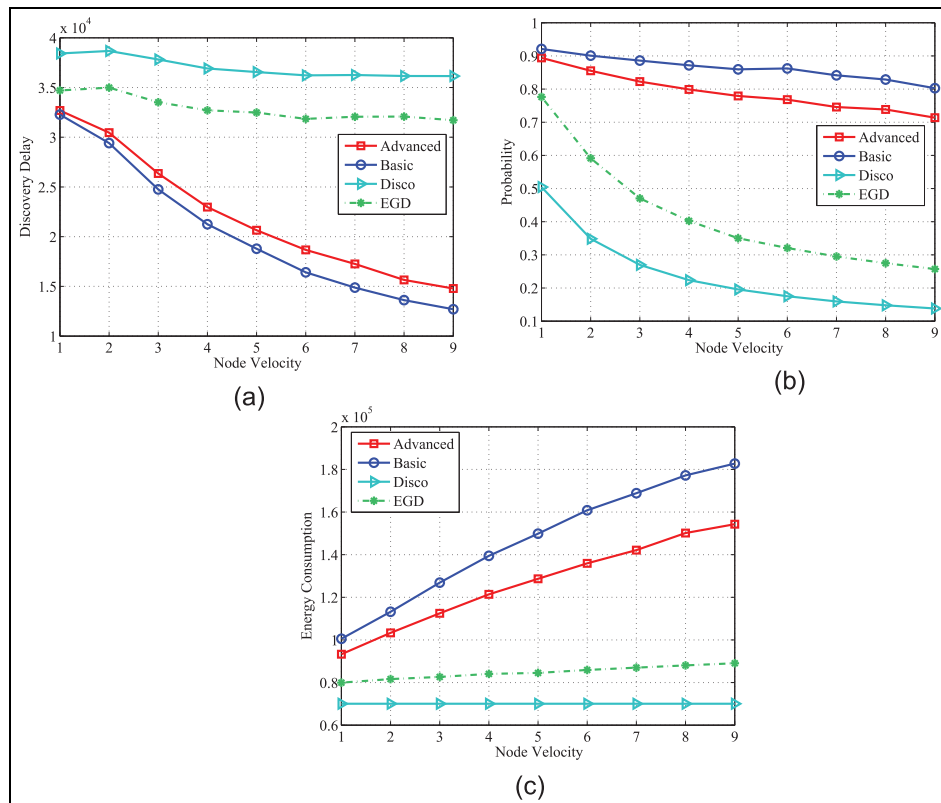 x 10⁴
4
3.5
3
2.5
2
1.5
1
Discovery Delay
Advanced
Basic
Disco
EGD
1 2 3 4 5 6 7 8 9
Node Velocity
(a)
1
0.9
0.8
0.7
0.6
0.5
0.4
0.3
0.2
0.1
Probability
Advanced
Basic
Disco
EGD
1 2 3 4 5 6 7 8 9
Node Velocity
(b)
x 10⁵
2
1.8
1.6
1.4
1.2
1
0.8
0.6
Energy Consumption
Advanced
Basic
Disco
EGD
1 2 3 4 5 6 7 8 9
Node Velocity
(c)